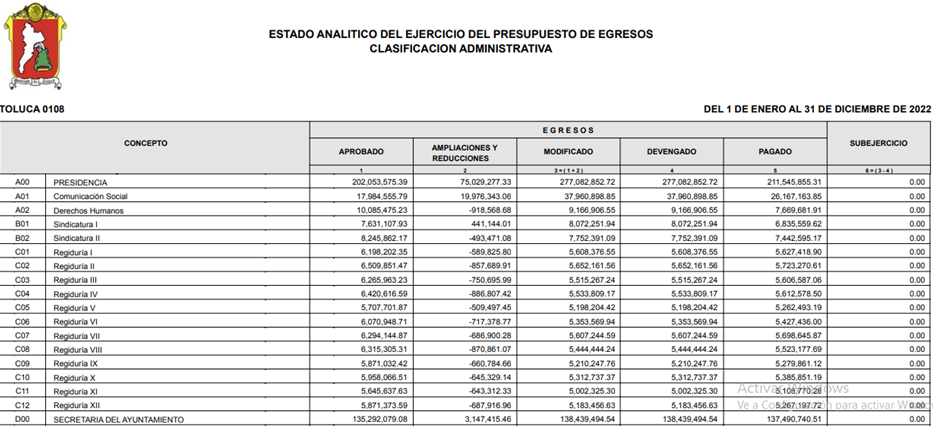 ESTADO ANALITICO DEL EJERCICIO DEL PRESUPUESTO DE EGRESOS
CLASIFICACION ADMINISTRATIVA
TOLUCA 0108 DEL 1 DE ENERO AL 31 DE DICIEMBRE DE 2022
CONCEPTO E G R E S O S SUBEJERCICIO
APROBADO AMPLIACIONES Y REDUCCIONES MODIFICADO DEVENGADO PAGADO
1 2 3 = ( 1 + 2 ) 4 5 6 = ( 3 - 4 )
A00 PRESIDENCIA 202,053,575.39 75,029,277.33 277,082,852.72 277,082,852.72 211,545,855.31 0.00
A01 Comunicación Social 17,984,555.79 19,976,343.06 37,960,898.85 37,960,898.85 26,167,163.85 0.00
A02 Derechos Humanos 10,085,475.23 -918,568.68 9,166,906.55 9,166,906.55 7,669,681.91 0.00
B01 Sindicatura I 7,631,107.93 441,144.01 8,072,251.94 8,072,251.94 6,835,559.62 0.00
B02 Sindicatura II 8,245,862.17 -493,471.08 7,752,391.09 7,752,391.09 7,442,595.17 0.00
C01 Regiduría I 6,198,202.35 -589,825.80 5,608,376.55 5,608,376.55 5,627,418.90 0.00
C02 Regiduría II 6,509,851.47 -857,689.91 5,652,161.56 5,652,161.56 5,723,270.61 0.00
C03 Regiduría III 6,265,963.23 -750,695.99 5,515,267.24 5,515,267.24 5,606,587.06 0.00
C04 Regiduría IV 6,420,616.59 -886,807.42 5,533,809.17 5,533,809.17 5,612,578.50 0.00
C05 Regiduría V 5,707,701.87 -509,497.45 5,198,204.42 5,198,204.42 5,262,493.19 0.00
C06 Regiduría VI 6,070,948.71 -717,378.77 5,353,569.94 5,353,569.94 5,427,436.00 0.00
C07 Regiduría VII 6,294,144.87 -686,900.28 5,607,244.59 5,607,244.59 5,698,645.87 0.00
C08 Regiduría VIII 6,315,305.31 -870,861.07 5,444,444.24 5,444,444.24 5,523,177.69 0.00
C09 Regiduría IX 5,871,032.42 -660,784.66 5,210,247.76 5,210,247.76 5,279,861.12 0.00
C10 Regiduría X 5,958,066.51 -645,329.14 5,312,737.37 5,312,737.37 5,385,851.19 0.00
C11 Regiduría XI 5,645,637.63 -643,312.33 5,002,325.30 5,002,325.30 5,108,770.28 0.00
C12 Regiduría XII 5,871,373.59 -687,916.96 5,183,456.63 5,183,456.63 5,267,197.72 0.00
D00 SECRETARIA DEL AYUNTAMIENTO 135,292,079.08 3,147,415.46 138,439,494.54 138,439,494.54 137,490,740.51 0.00
Activar Windows
Ve a Configuración para activar Windows